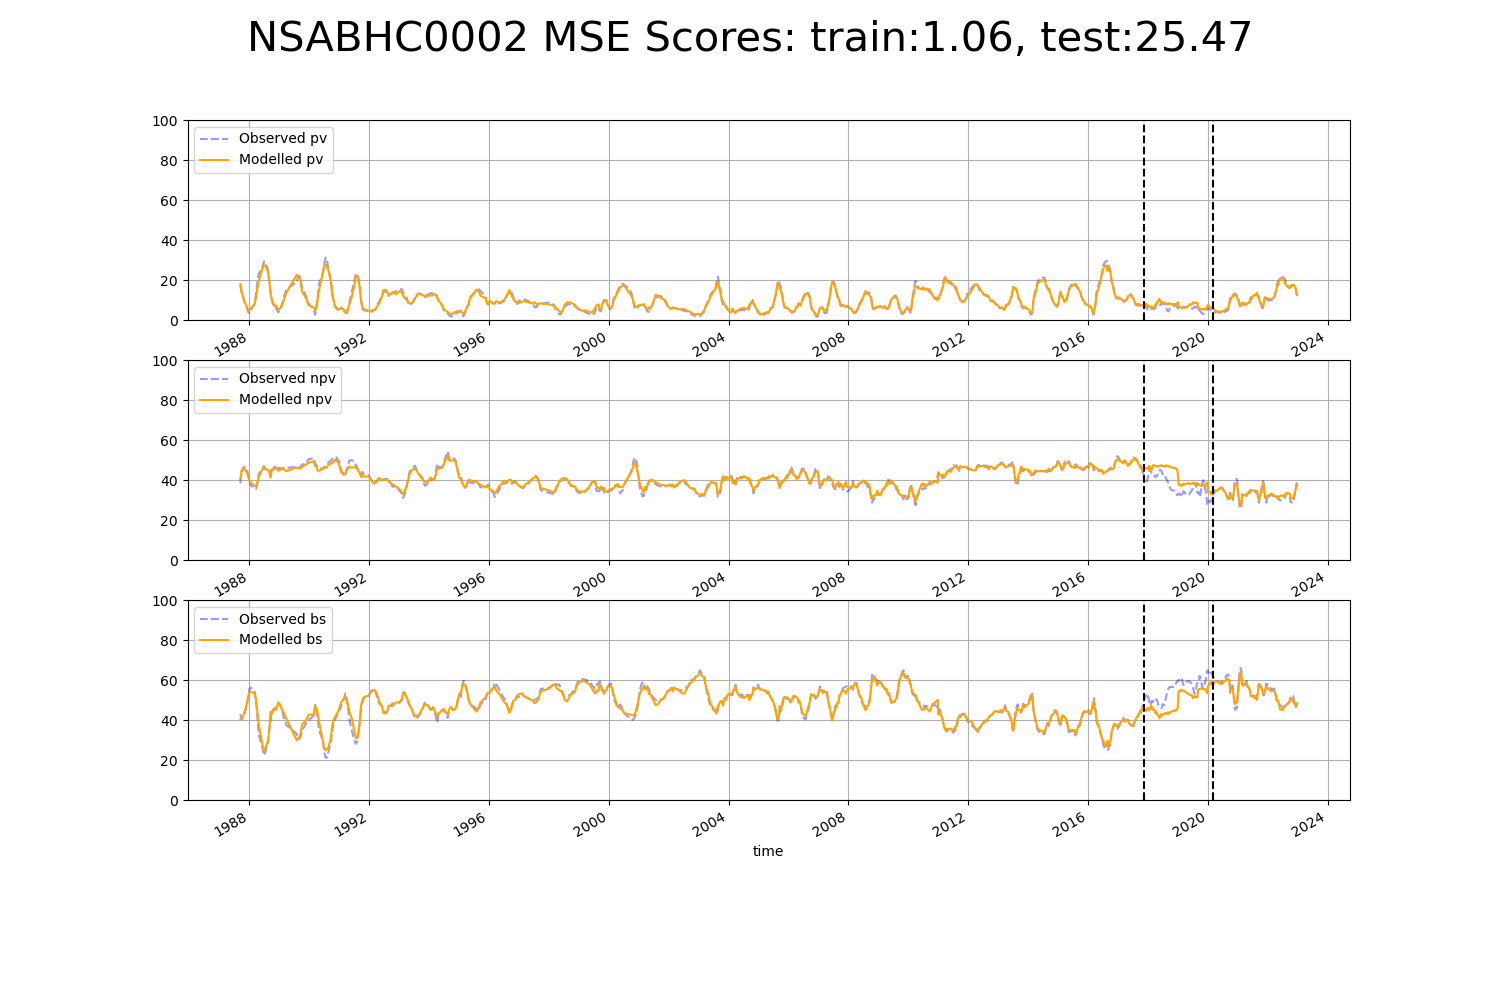 NSABHC0002 MSE Scores: train:1.06, test:25.47
100
80
60
40
20
0
Observed pv
Modelled pv
1988 1992 1996 2000 2004 2008 2012 2016 2020 2024
100
80
60
40
20
0
Observed npv
Modelled npv
1988 1992 1996 2000 2004 2008 2012 2016 2020 2024
100
80
60
40
20
0
Observed bs
Modelled bs
1988 1992 1996 2000 2004 2008 2012 2016 2020 2024
time